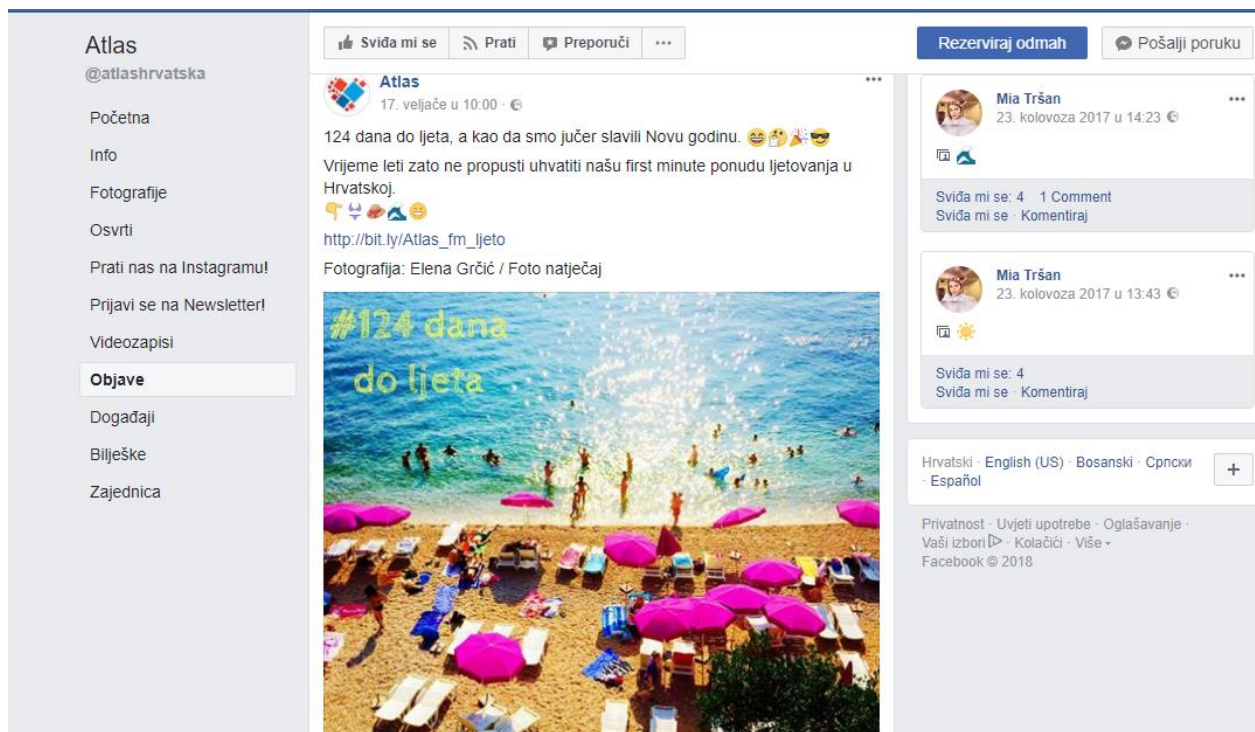 Atlas
@atlashrvatska
Početna
Info
Fotografije
Osvrti
Prati nas na Instagramu!
Prijavi se na Newsletter!
Videozapisi
Objave
Događaji
Bilješke
Zajednica
Sviđa mi se Prati Preporuči ...
Rezerviraj odmah Pošalji poruku
Atlas
17. veljače u 10:00 ·
124 dana do ljeta, a kao da smo jučer slavili Novu godinu. 😄🤔🎉😎
Vrijeme leti zato ne propusti uhvatiti našu first minute ponudu ljetovanja u
Hrvatskoj.
👇👙👒🌊😁
http://bit.ly/Atlas_fm_ljeto
Fotografija: Elena Grčić / Foto natječaj
#124 dana
do ljeta
Mia Tršan
23. kolovoza 2017 u 14:23
🌊
Sviđa mi se: 4 1 Comment
Sviđa mi se · Komentiraj
Mia Tršan
23. kolovoza 2017 u 13:43
☀️
Sviđa mi se: 4
Sviđa mi se · Komentiraj
Hrvatski · English (US) · Bosanski · Српски
· Español
+
Privatnost · Uvjeti upotrebe · Oglašavanje ·
Vaši izbori · Kolačići · Više
Facebook © 2018